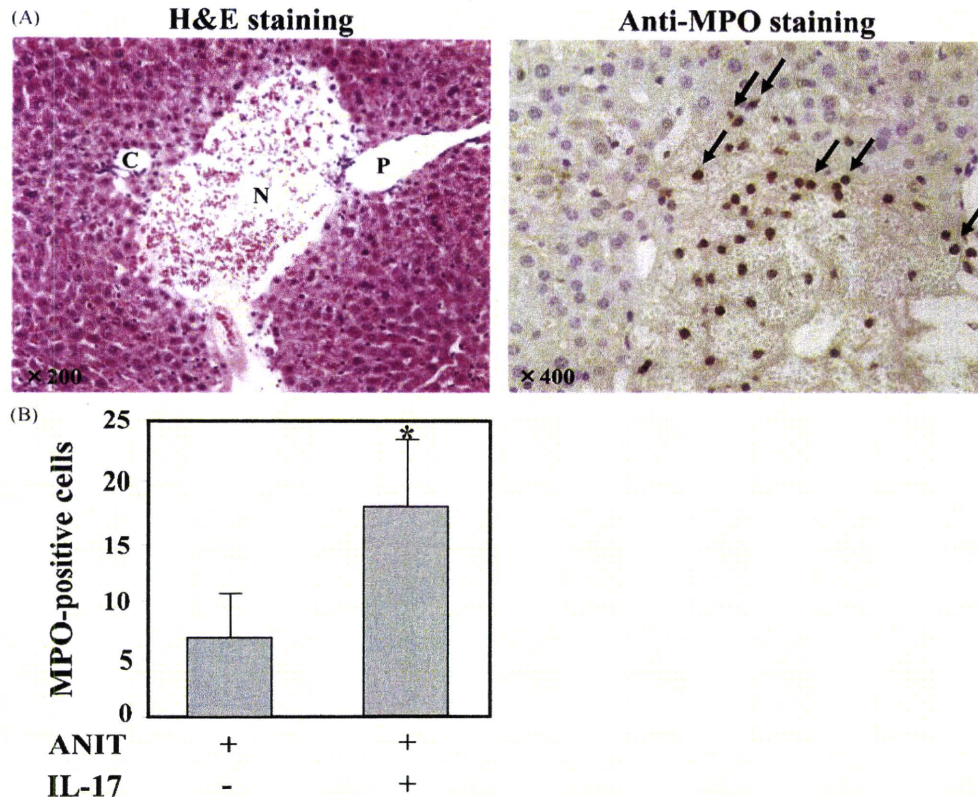 (A)
H&E staining
Anti-MPO staining
C
N
P
× 200
× 400
(B)
MPO-positive cells
25
20
15
10
5
0
*
ANIT + +
IL-17 - +